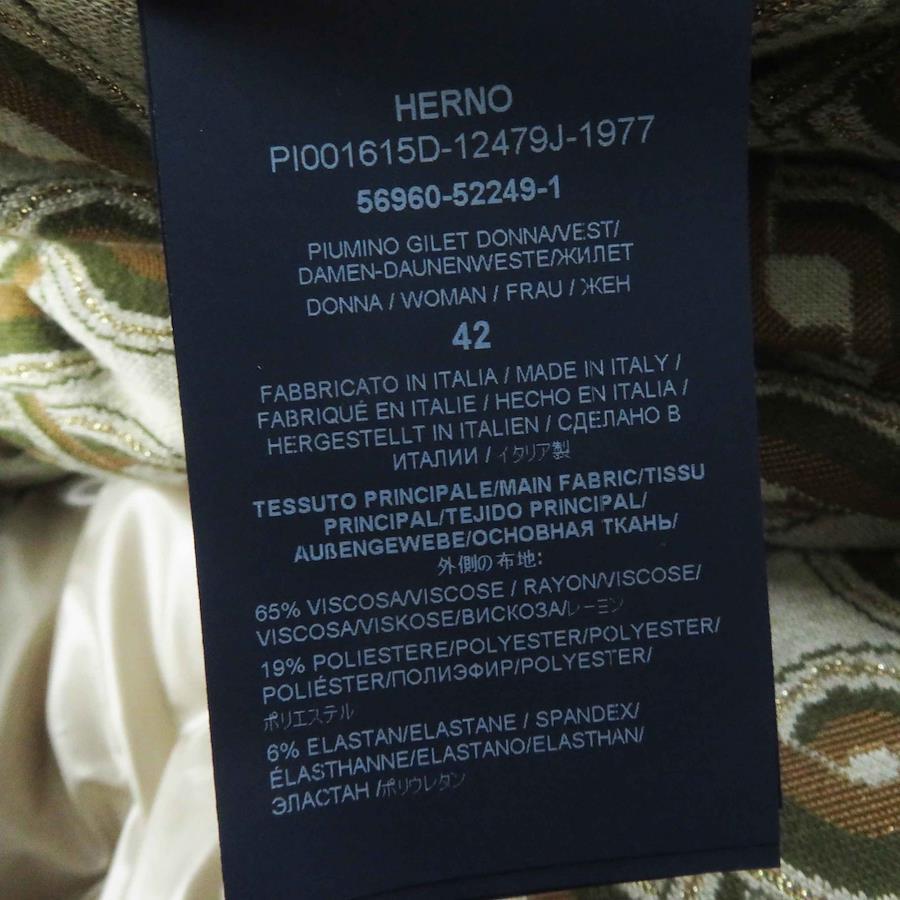 HERNO
PI001615D-12479J-1977
56960-52249-1
PIUMINO GILET DONNA/VEST/
DAMEN-DAUNENWESTE/ЖИЛЕТ
DONNA / WOMAN / FRAU / ЖЕН
42
FABBRICATO IN ITALIA / MADE IN ITALY /
FABRIQUÉ EN ITALIE / HECHO EN ITALIA /
HERGESTELLT IN ITALIEN / СДЕЛАНО В
ИТАЛИИ / イタリア製
TESSUTO PRINCIPALE/MAIN FABRIC/TISSU
PRINCIPAL/TEJIDO PRINCIPAL/
AUßENGEWEBE/ОСНОВНАЯ ТКАНЬ/
外側の布地:
65% VISCOSA/VISCOSE / RAYON/VISCOSE/
VISCOSA/VISKOSE/ВИСКОЗА/レーヨン
19% POLIESTERE/POLYESTER/POLYESTER/
POLIÉSTER/ПОЛИЭФИР/POLYESTER/
ポリエステル
6% ELASTAN/ELASTANE / SPANDEX/
ÉLASTHANNE/ELASTANO/ELASTHAN/
ЭЛАСТАН /ポリウレタン